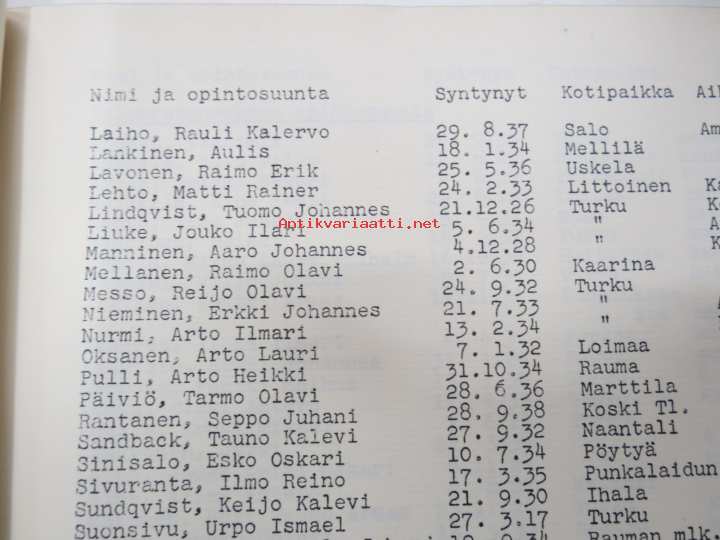 Nimi ja opintosuunta Syntynyt Kotipaikka
Laiho, Rauli Kalervo 29. 8.37 Salo Am
Lankinen, Aulis 18. 1.34 Mellilä
Lavonen, Raimo Erik 25. 5.36 Uskela
Lehto, Matti Rainer 24. 2.33 Littoinen
Lindqvist, Tuomo Johannes 21.12.26 Turku
Antikvariaatti.net
Liuke, Jouko Ilari 5. 6.34 "
Manninen, Aaro Johannes 4.12.28 "
Mellanen, Raimo Olavi 2. 6.30 Kaarina
Messo, Reijo Olavi 24. 9.32 Turku
Nieminen, Erkki Johannes 21. 7.33 "
Nurmi, Arto Ilmari 13. 2.34 "
Oksanen, Arto Lauri 7. 1.32 Loimaa
Pulli, Arto Heikki 31.10.34 Rauma
Päiviö, Tarmo Olavi 28. 6.36 Marttila
Rantanen, Seppo Juhani 28. 9.38 Koski Tl.
Sandback, Tauno Kalevi 27. 9.32 Naantali
Sinisalo, Esko Oskari 10. 7.34 Pöytyä
Sivuranta, Ilmo Reino 17. 3.35 Punkalaidun
Sundqvist, Keijo Kalevi 21. 9.30 Ihala
Suonsivu, Urpo Ismael 27. 3.17 Turku
Rauman mlk.